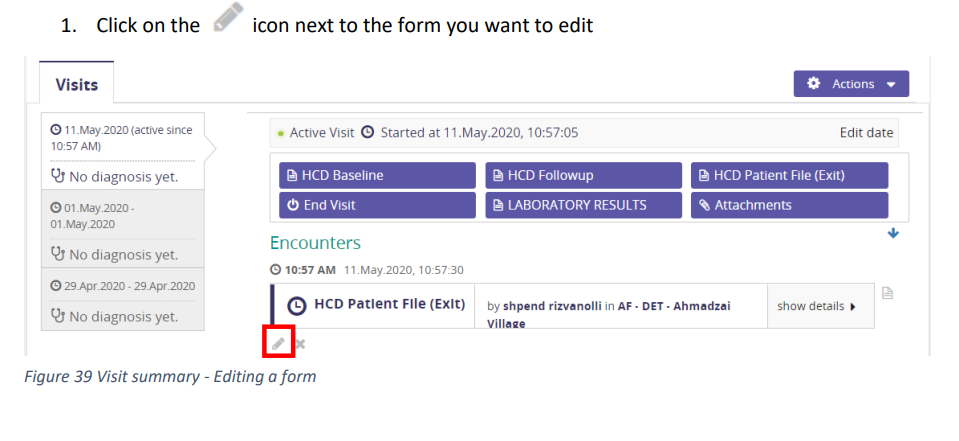 1. Click on the icon next to the form you want to edit
Visits
Actions
11.May.2020 (active since
10:57 AM)
No diagnosis yet.
01.May.2020 -
01.May.2020
No diagnosis yet.
29.Apr.2020 - 29.Apr.2020
No diagnosis yet.
Active Visit Started at 11.May.2020, 10:57:05 Edit date
HCD Baseline HCD Followup HCD Patient File (Exit)
End Visit LABORATORY RESULTS Attachments
Encounters
10:57 AM 11.May.2020, 10:57:30
HCD Patient File (Exit) by shpend rizvanolli in AF - DET - Ahmadzai
Village
show details
Figure 39 Visit summary - Editing a form